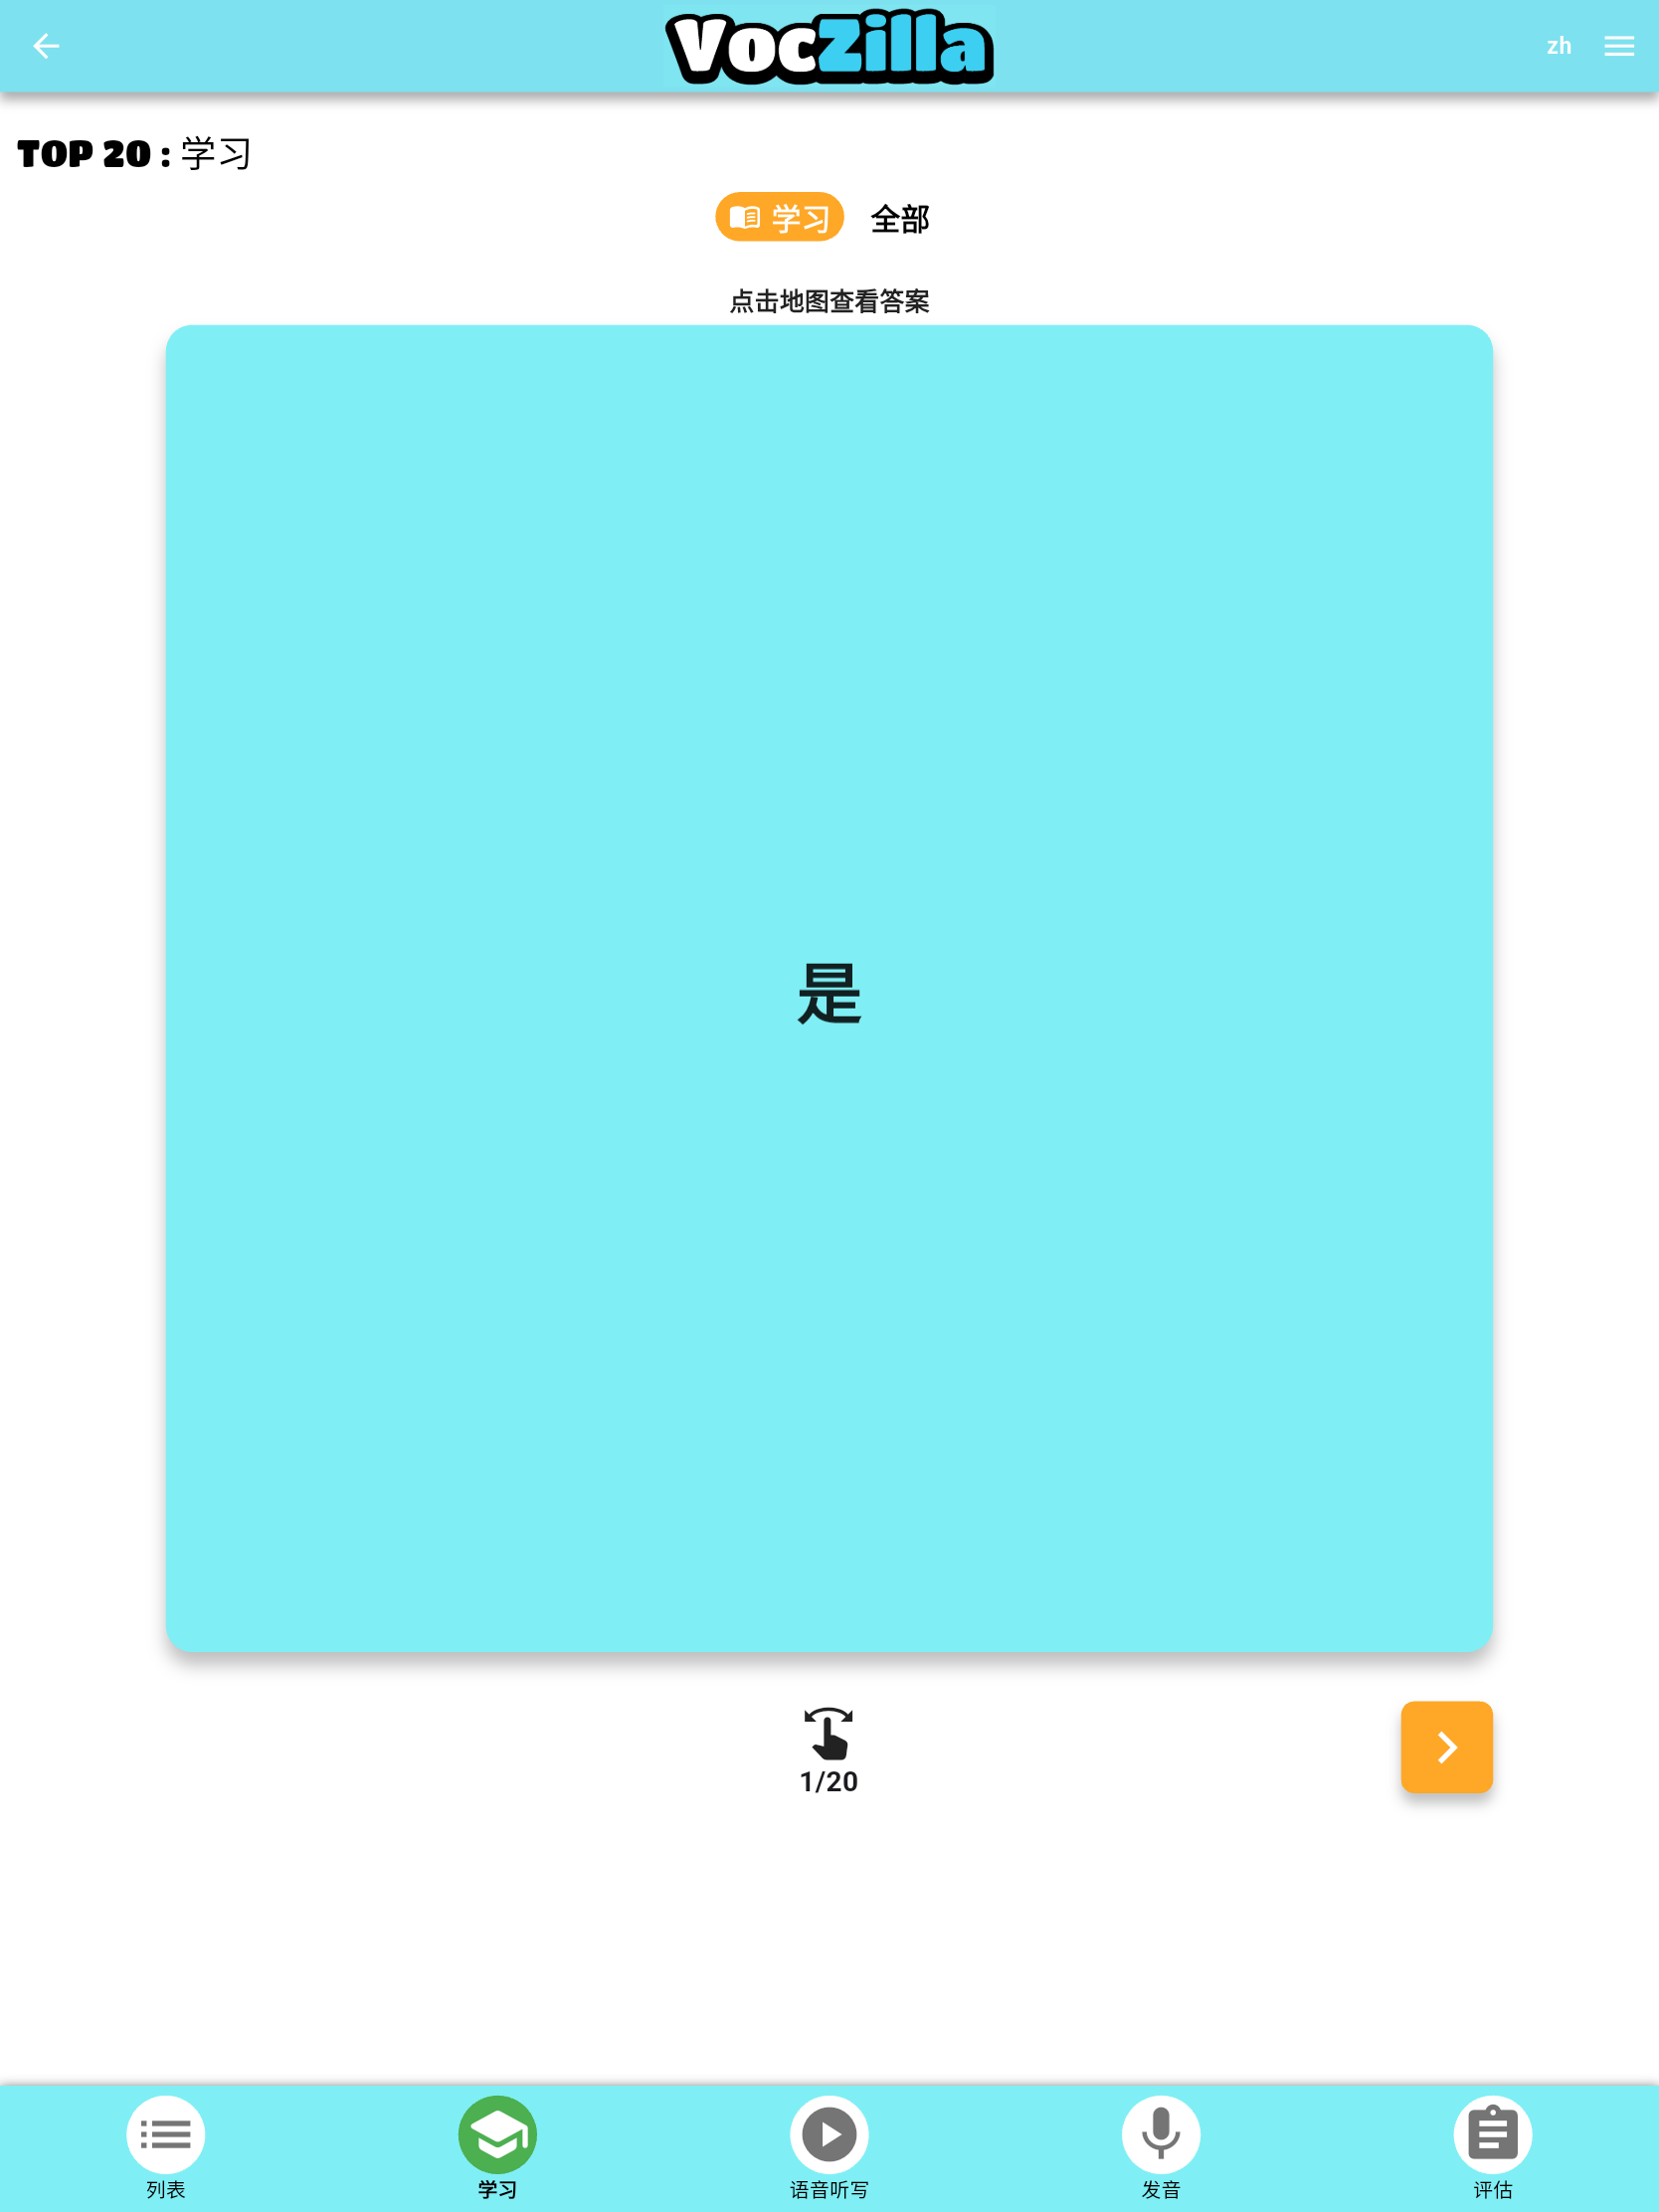 VocZilla
zh
TOP 20 : 学习
学习 全部
点击地图查看答案
是
1/20
列表 学习 语音听写 发音 评估